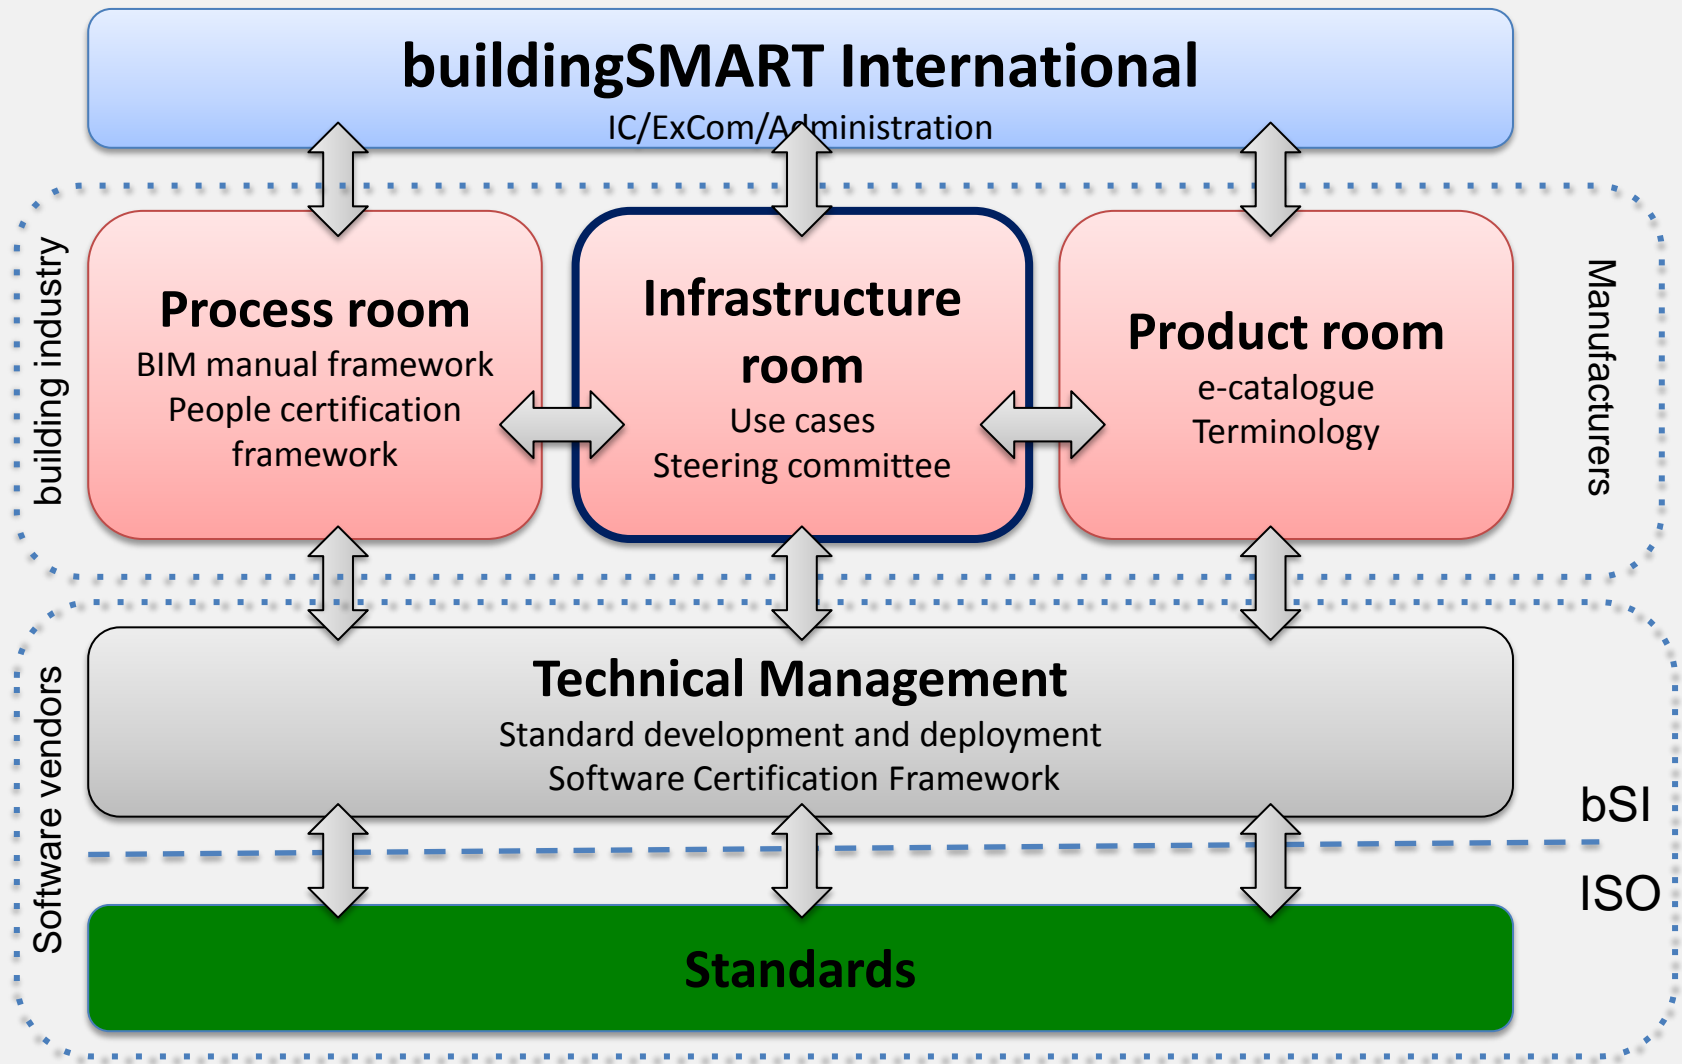 buildingSMART International
IC/ExCom/Administration
building industry
Process room
BIM manual framework
People certification
framework
Infrastructure
room
Use cases
Steering committee
Product room
e-catalogue
Terminology
Manufacturers
Software vendors
Technical Management
Standard development and deployment
Software Certification Framework
bSI
ISO
Standards